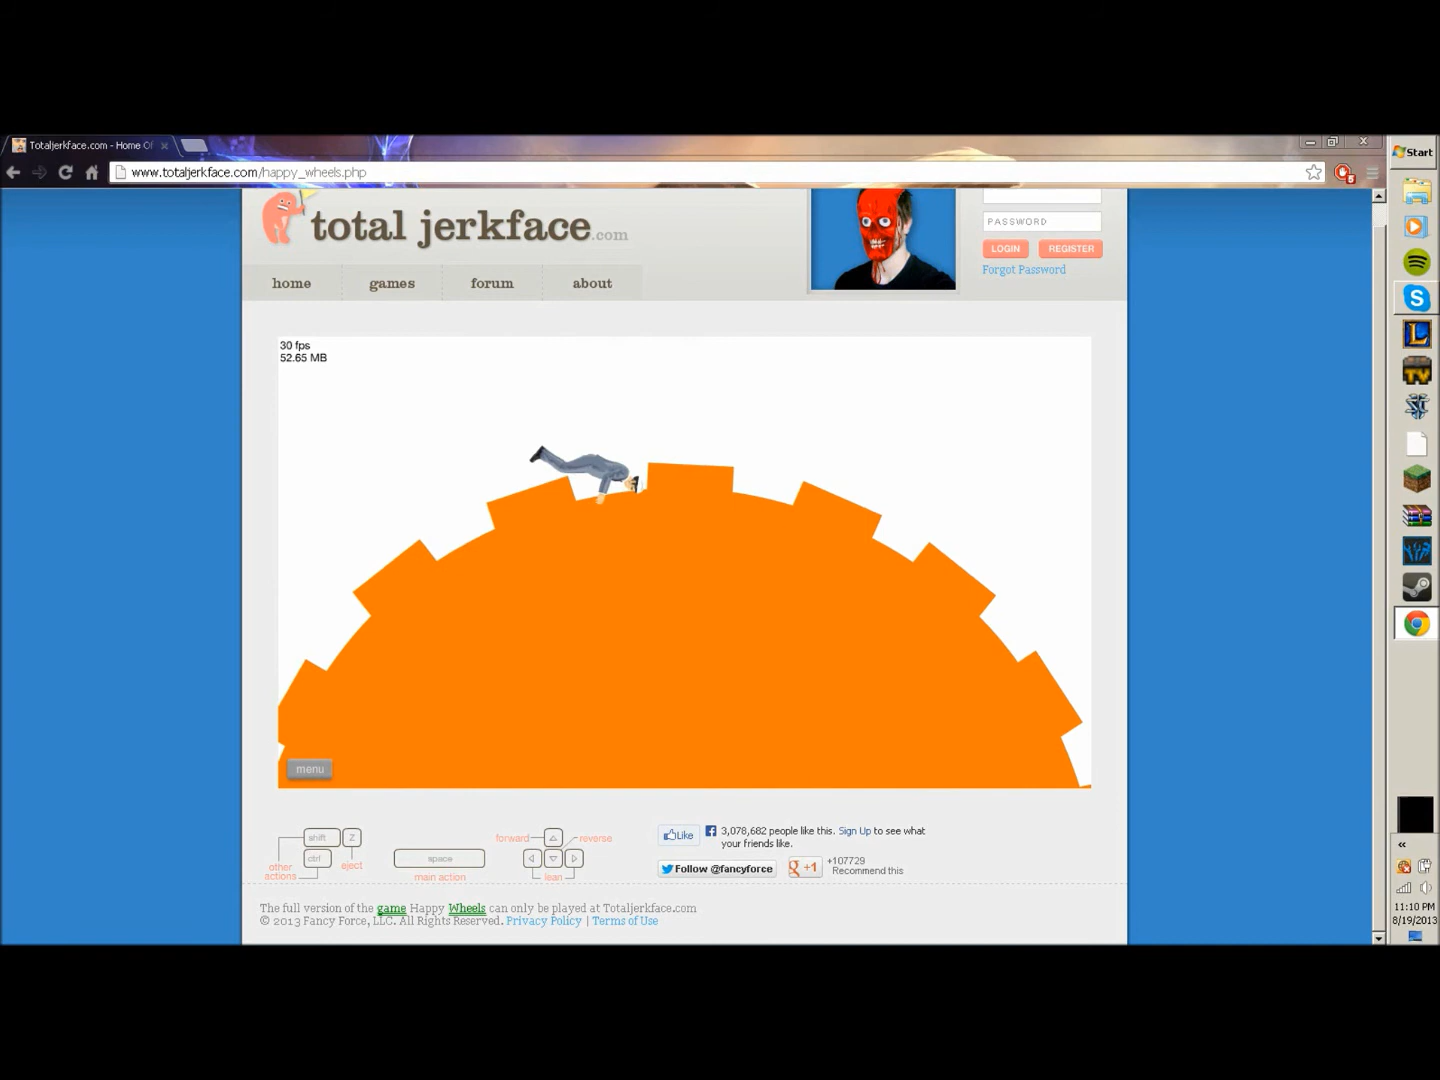 Totaljerkface.com - Home Of
Start
www.totaljerkface.com/happy_wheels.php
5
total jerkface.com
PASSWORD
LOGIN
REGISTER
Forgot Password
home
games
forum
about
30 fps
52.65 MB
menu
shift
Z
ctrl
eject
other
actions
space
main action
forward
reverse
lean
Like
3,078,682 people like this. Sign Up to see what
your friends like.
Follow @fancyforce
+1
+107729
Recommend this
The full version of the game Happy Wheels can only be played at Totaljerkface.com
© 2013 Fancy Force, LLC. All Rights Reserved. Privacy Policy | Terms of Use
TV
11:10 PM
8/19/2013